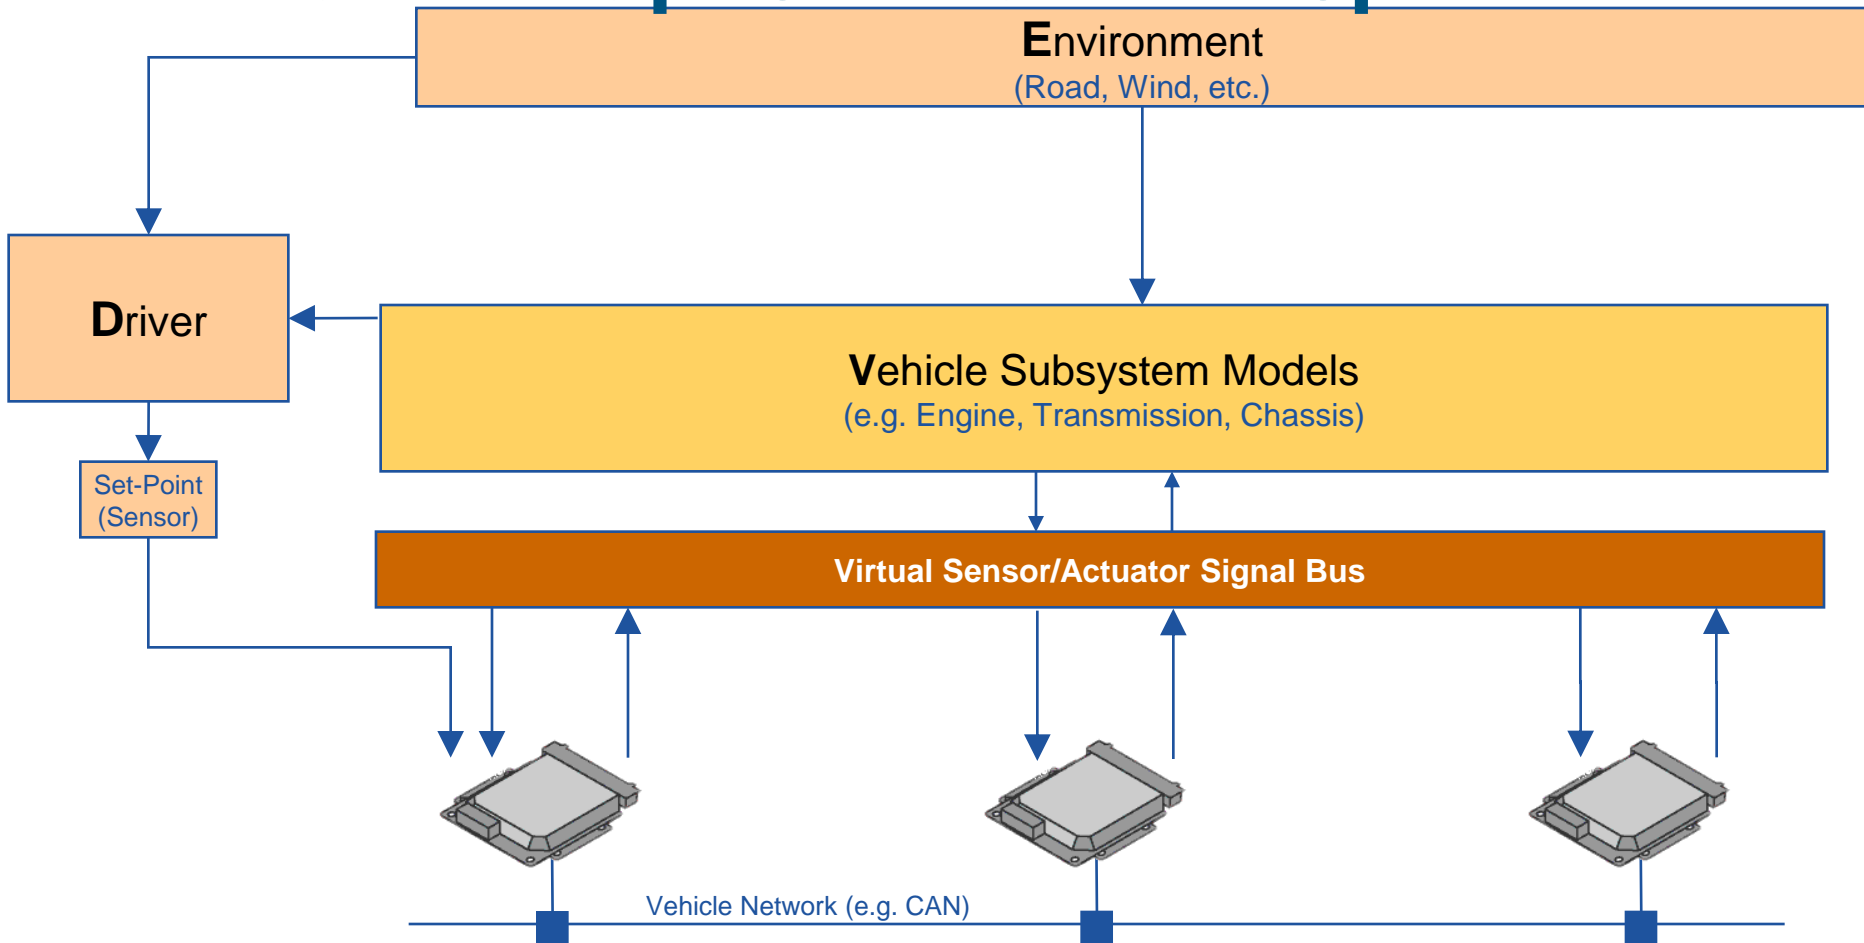 Environment
(Road, Wind, etc.)
Driver
Vehicle Subsystem Models
(e.g. Engine, Transmission, Chassis)
Set-Point
(Sensor)
Virtual Sensor/Actuator Signal Bus
Vehicle Network (e.g. CAN)